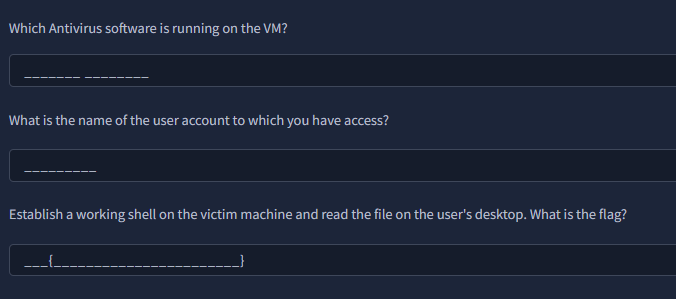 Which Antivirus software is running on the VM?
_______ ________
What is the name of the user account to which you have access?
_________
Establish a working shell on the victim machine and read the file on the user's desktop. What is the flag?
___{_______________________}